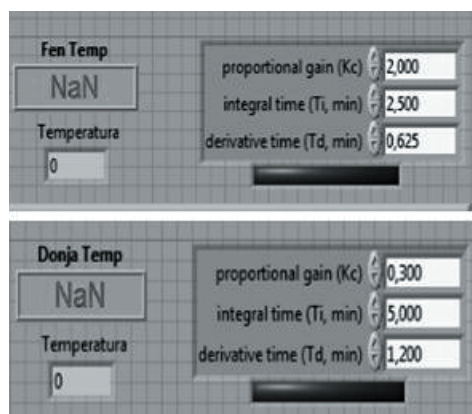 Fen Temp
NaN
Temperatura
0
proportional gain (Kc) 2,000
integral time (Ti, min) 2,500
derivative time (Td, min) 0,625
Donja Temp
NaN
Temperatura
0
proportional gain (Kc) 0,300
integral time (Ti, min) 5,000
derivative time (Td, min) 1,200